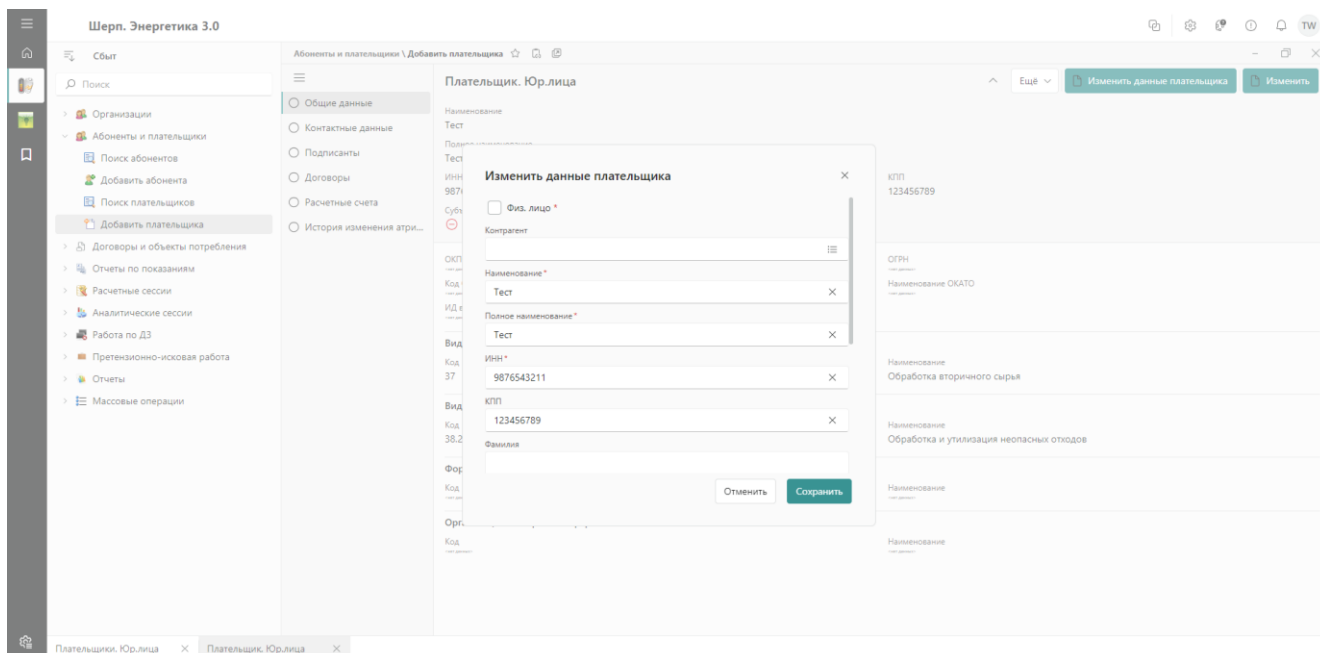 Шерп. Энергетика 3.0
TW
Сбыт
Поиск
Организации
Абоненты и плательщики
Поиск абонентов
Добавить абонента
Поиск плательщиков
Добавить плательщика
Договоры и объекты потребления
Отчеты по показаниям
Расчетные сессии
Аналитические сессии
Работа по ДЗ
Претензионно-исковая работа
Отчеты
Массовые операции
Абоненты и плательщики \ Добавить плательщика
Общие данные
Контактные данные
Подписанты
Договоры
Расчетные счета
История изменения атри...
Плательщик. Юр.лица
Ещё
Изменить данные плательщика
Изменить
Наименование
Тест
КПП
123456789
ОГРН
Наименование ОКАТО
Вид
Код
37
Наименование
Обработка вторичного сырья
Вид
Код
38.2
Наименование
Обработка и утилизация неопасных отходов
Код
Наименование
Код
Наименование
Изменить данные плательщика
Физ. лицо *
Контрагент
Наименование *
Тест
Полное наименование *
Тест
ИНН *
9876543211
КПП
123456789
Фамилия
Отменить
Сохранить
Плательщики. Юр.лица
Плательщик. Юр.лица